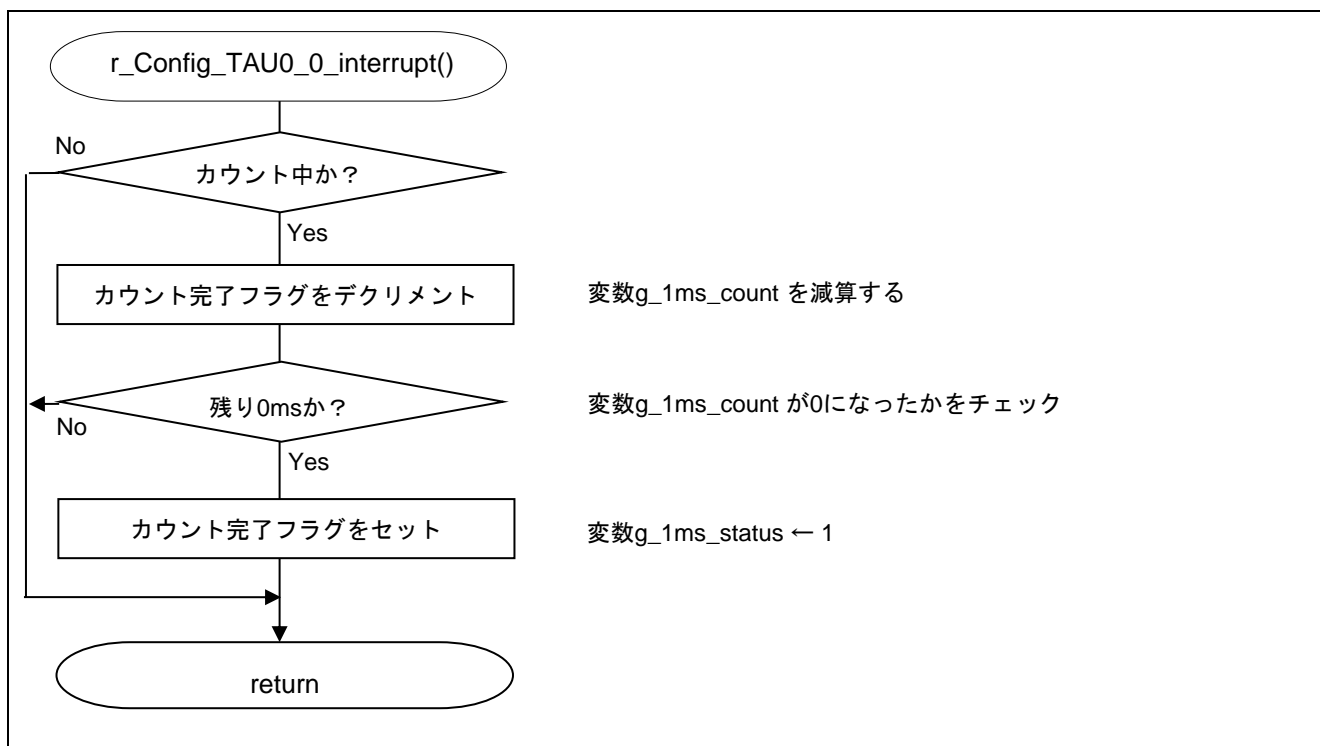 r_Config_TAU0_0_interrupt()
No
カウント中か？
Yes
カウント完了フラグをデクリメント
変数g_1ms_count を減算する
残り0msか？
変数g_1ms_count が0になったかをチェック
No
Yes
カウント完了フラグをセット
変数g_1ms_status ← 1
return